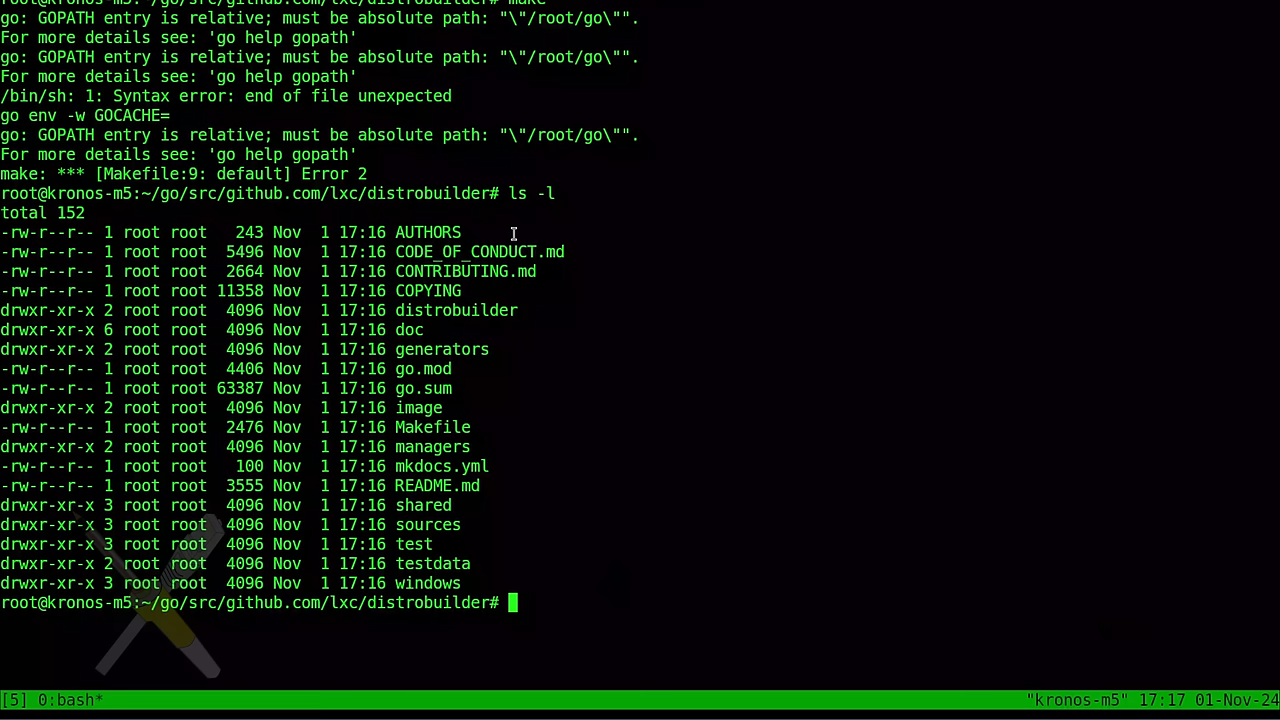 root@kronos-m5:~/go/src/github.com/lxc/distrobuilder# make
go: GOPATH entry is relative; must be absolute path: "\"/root/go\"".
For more details see: 'go help gopath'
go: GOPATH entry is relative; must be absolute path: "\"/root/go\"".
For more details see: 'go help gopath'
/bin/sh: 1: Syntax error: end of file unexpected
go env -w GOCACHE=
go: GOPATH entry is relative; must be absolute path: "\"/root/go\"".
For more details see: 'go help gopath'
make: *** [Makefile:9: default] Error 2
root@kronos-m5:~/go/src/github.com/lxc/distrobuilder# ls -l
total 152
-rw-r--r-- 1 root root   243 Nov  1 17:16 AUTHORS
-rw-r--r-- 1 root root  5496 Nov  1 17:16 CODE_OF_CONDUCT.md
-rw-r--r-- 1 root root  2664 Nov  1 17:16 CONTRIBUTING.md
-rw-r--r-- 1 root root 11358 Nov  1 17:16 COPYING
drwxr-xr-x 2 root root  4096 Nov  1 17:16 distrobuilder
drwxr-xr-x 6 root root  4096 Nov  1 17:16 doc
drwxr-xr-x 2 root root  4096 Nov  1 17:16 generators
-rw-r--r-- 1 root root  4406 Nov  1 17:16 go.mod
-rw-r--r-- 1 root root 63387 Nov  1 17:16 go.sum
drwxr-xr-x 2 root root  4096 Nov  1 17:16 image
-rw-r--r-- 1 root root  2476 Nov  1 17:16 Makefile
drwxr-xr-x 2 root root  4096 Nov  1 17:16 managers
-rw-r--r-- 1 root root   100 Nov  1 17:16 mkdocs.yml
-rw-r--r-- 1 root root  3555 Nov  1 17:16 README.md
drwxr-xr-x 3 root root  4096 Nov  1 17:16 shared
drwxr-xr-x 3 root root  4096 Nov  1 17:16 sources
drwxr-xr-x 3 root root  4096 Nov  1 17:16 test
drwxr-xr-x 2 root root  4096 Nov  1 17:16 testdata
drwxr-xr-x 3 root root  4096 Nov  1 17:16 windows
root@kronos-m5:~/go/src/github.com/lxc/distrobuilder#
[5] 0:bash* "kronos-m5" 17:17 01-Nov-24